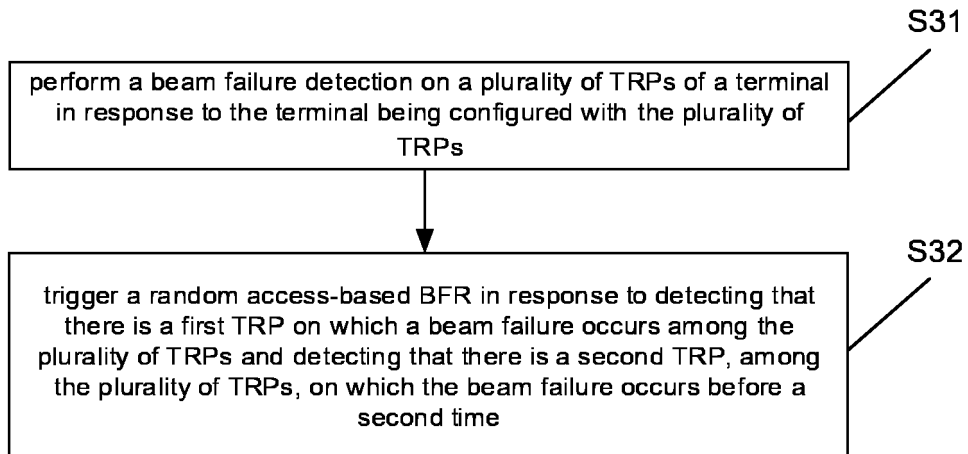 S31
perform a beam failure detection on a plurality of TRPs of a terminal
in response to the terminal being configured with the plurality of
TRPs
S32
trigger a random access-based BFR in response to detecting that
there is a first TRP on which a beam failure occurs among the
plurality of TRPs and detecting that there is a second TRP, among
the plurality of TRPs, on which the beam failure occurs before a
second time